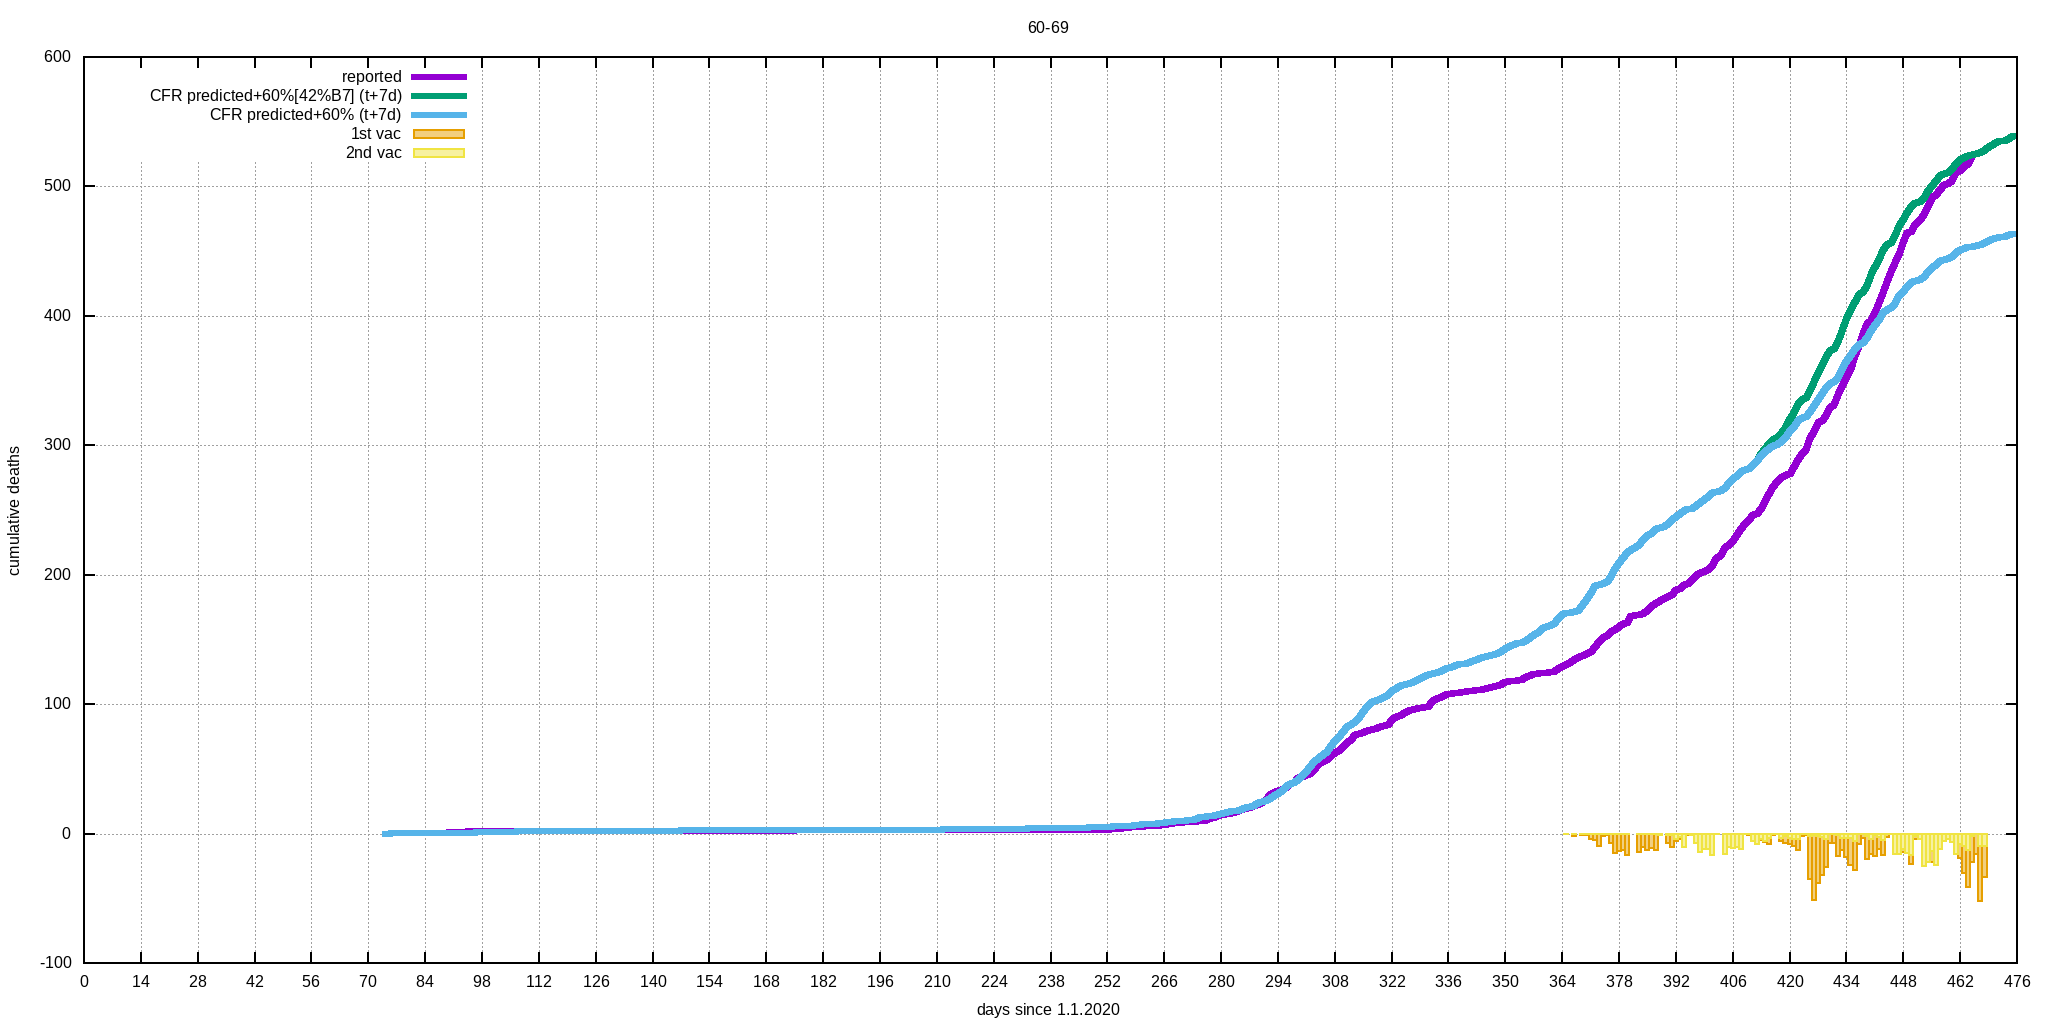 60-69
600
500
400
300
200
100
0
-100
reported
CFR predicted+60%[42%B7] (t+7d)
CFR predicted+60% (t+7d)
1st vac
2nd vac
cumulative deaths
0 14 28 42 56 70 84 98 112 126 140 154 168 182 196 210 224 238 252 266 280 294 308 322 336 350 364 378 392 406 420 434 448 462 476
days since 1.1.2020